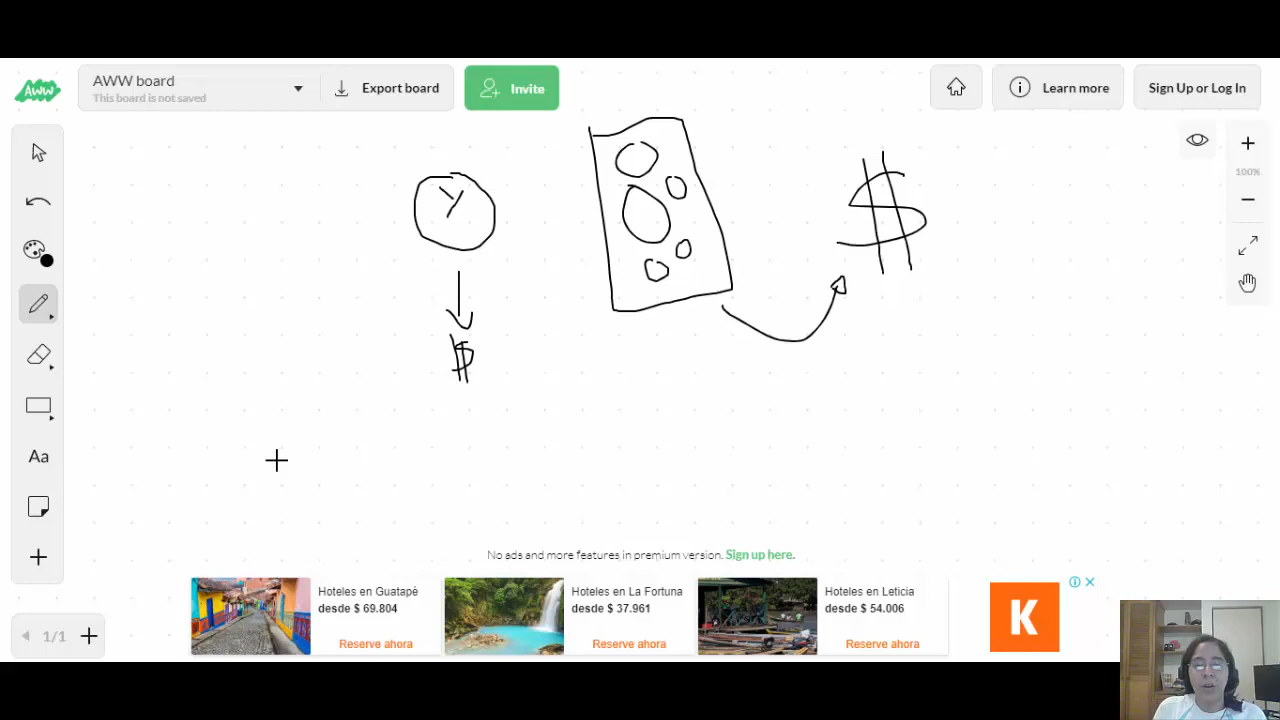 AWW
AWW board
This board is not saved
Export board
Invite
Learn more
Sign Up or Log In
100%
$
$
Aa
No ads and more features in premium version. Sign up here.
Hoteles en Guatapé
desde $ 69.804
Reserve ahora
Hoteles en La Fortuna
desde $ 37.961
Reserve ahora
Hoteles en Leticia
desde $ 54.006
Reserve ahora
K
1/1